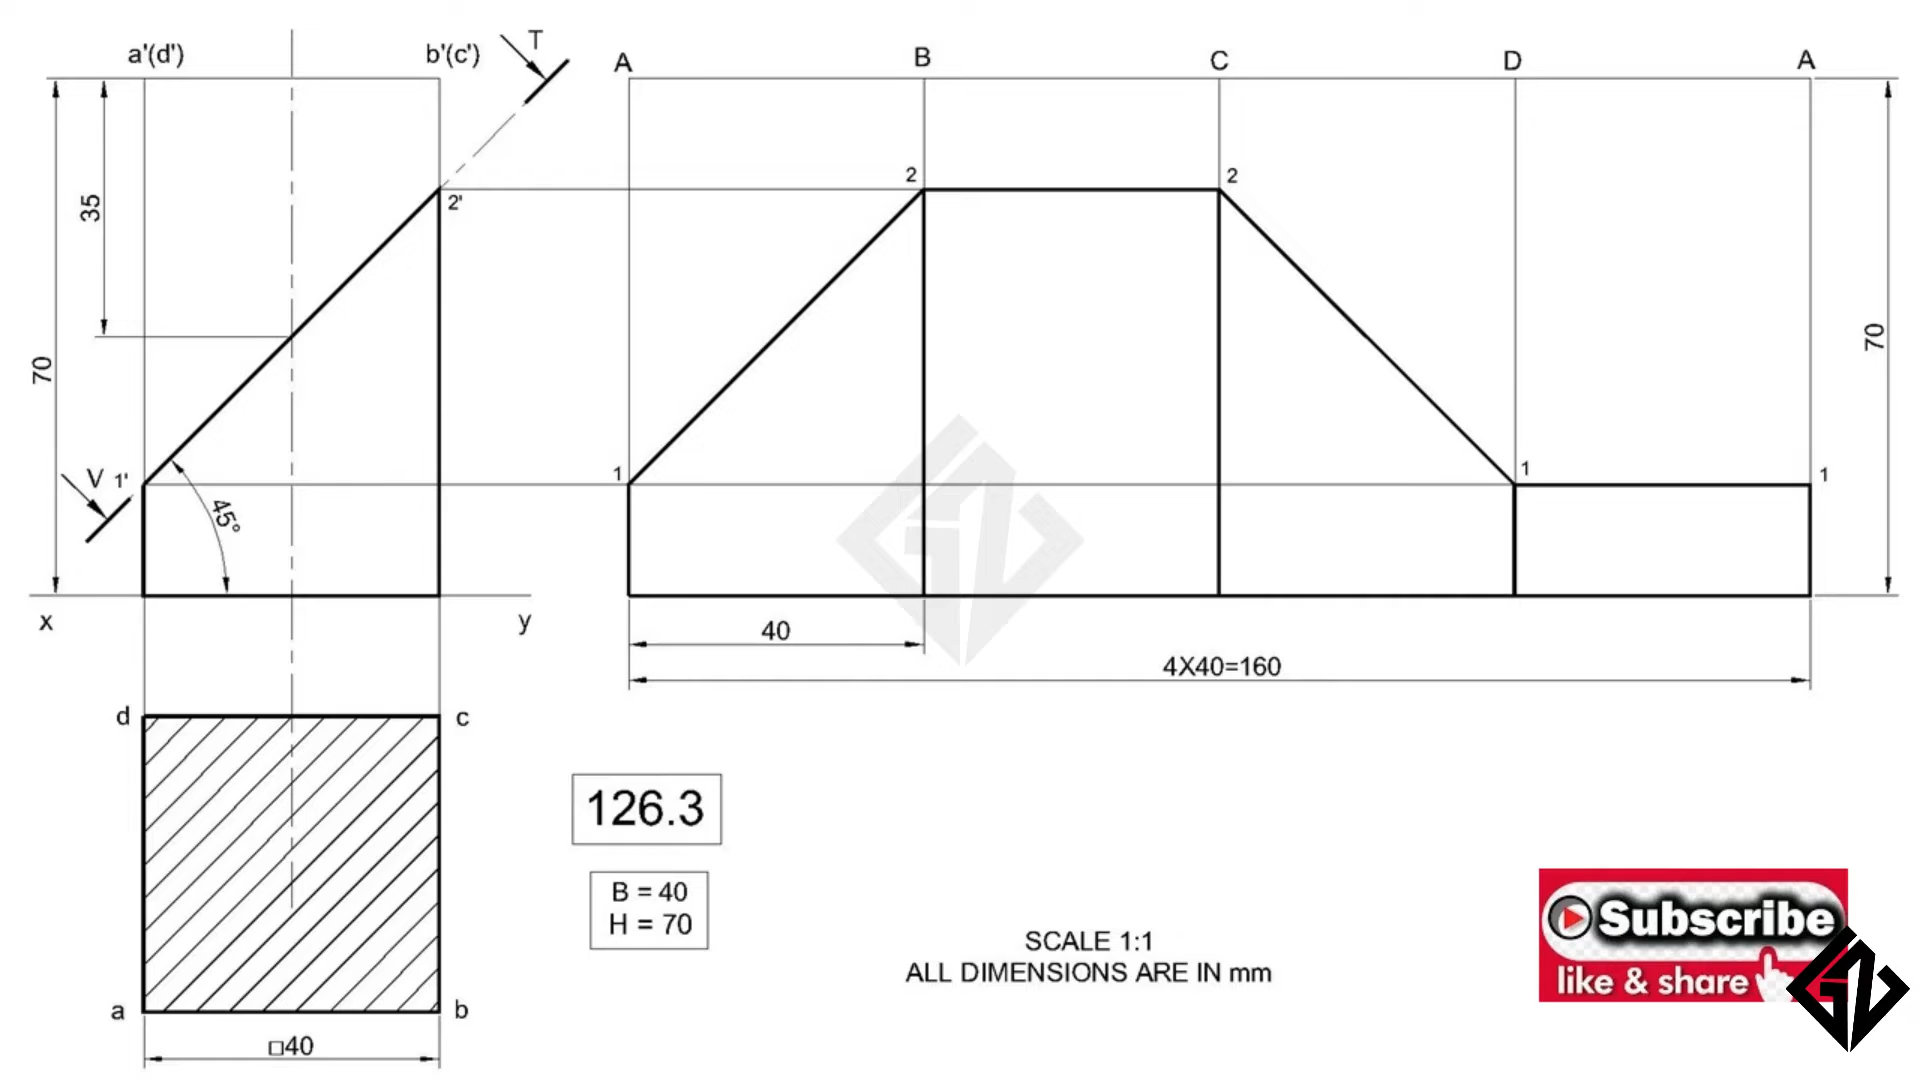 a'(d')
b'(c')
T
A
B
C
D
A
35
70
2'
2
2
70
V
1'
45°
1
1
1
x
y
40
4X40=160
d
c
126.3
B = 40
H = 70
SCALE 1:1
ALL DIMENSIONS ARE IN mm
Subscribe
like & share
a
b
□40